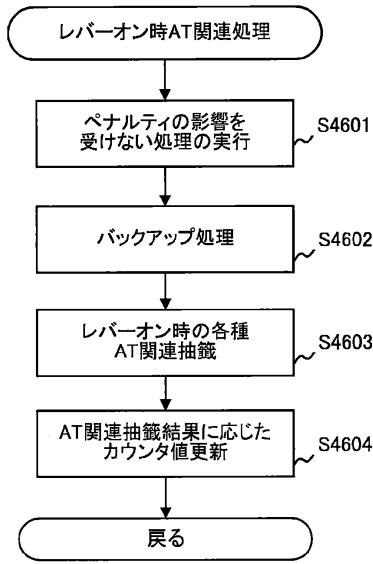 レバーオン時AT関連処理
ペナルティの影響を
受けない処理の実行
S4601
バックアップ処理
S4602
レバーオン時の各種
AT関連抽籤
S4603
AT関連抽籤結果に応じた
カウンタ値更新
S4604
戻る